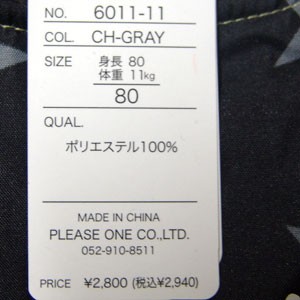 NO. 6011-11
COL. CH-GRAY
SIZE 身長 80
体重 11kg
80
QUAL.
ポリエステル100%
MADE IN CHINA
PLEASE ONE CO.,LTD.
052-910-8511
PRICE ¥2,800 (税込¥2,940)